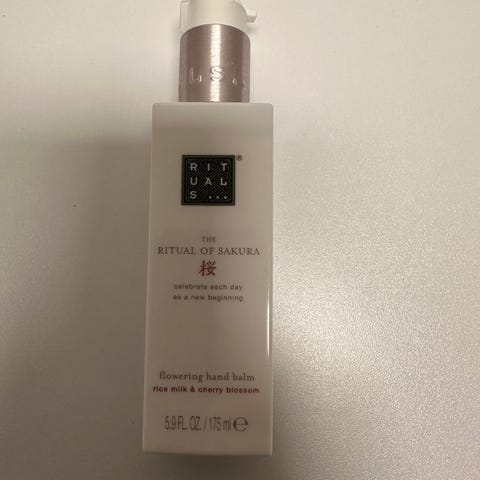 RIT
UAL
S...
®
THE
RITUAL OF SAKURA
桜
celebrate each day
as a new beginning
flowering hand balm
rice milk & cherry blossom
5.9 FL. OZ. / 175 ml ℮